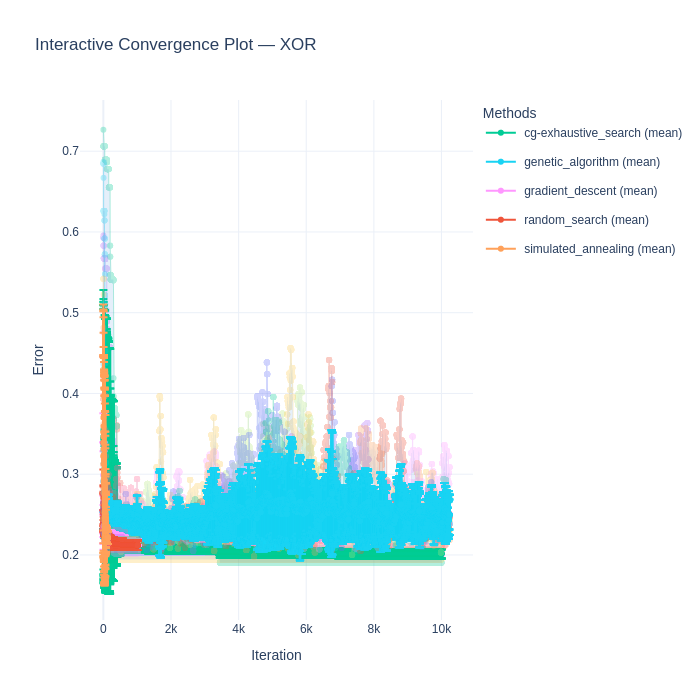 Interactive Convergence Plot — XOR
Methods
cg-exhaustive_search (mean)
genetic_algorithm (mean)
gradient_descent (mean)
random_search (mean)
simulated_annealing (mean)
Error
0.7
0.6
0.5
0.4
0.3
0.2
0
2k
4k
6k
8k
10k
Iteration